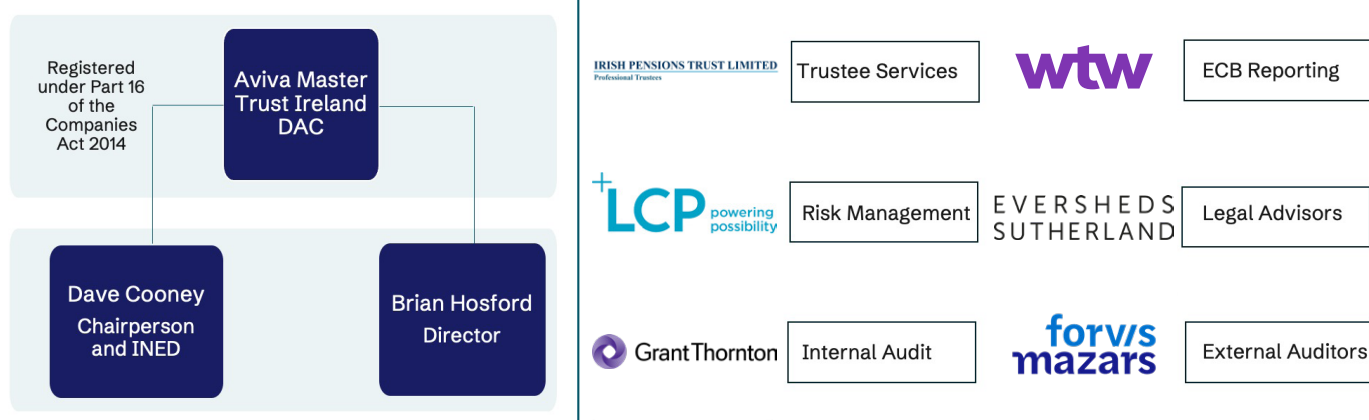 Registered
under Part 16
of the
Companies
Act 2014
Aviva Master
Trust Ireland
DAC
Dave Cooney
Chairperson
and INED
Brian Hosford
Director
IRISH PENSIONS TRUST LIMITED
Professional Trustees
Trustee Services
wtw
ECB Reporting
LCP
powering
possibility
Risk Management
EVERSHEDS
SUTHERLAND
Legal Advisors
Grant Thornton
Internal Audit
forvis
mazars
External Auditors